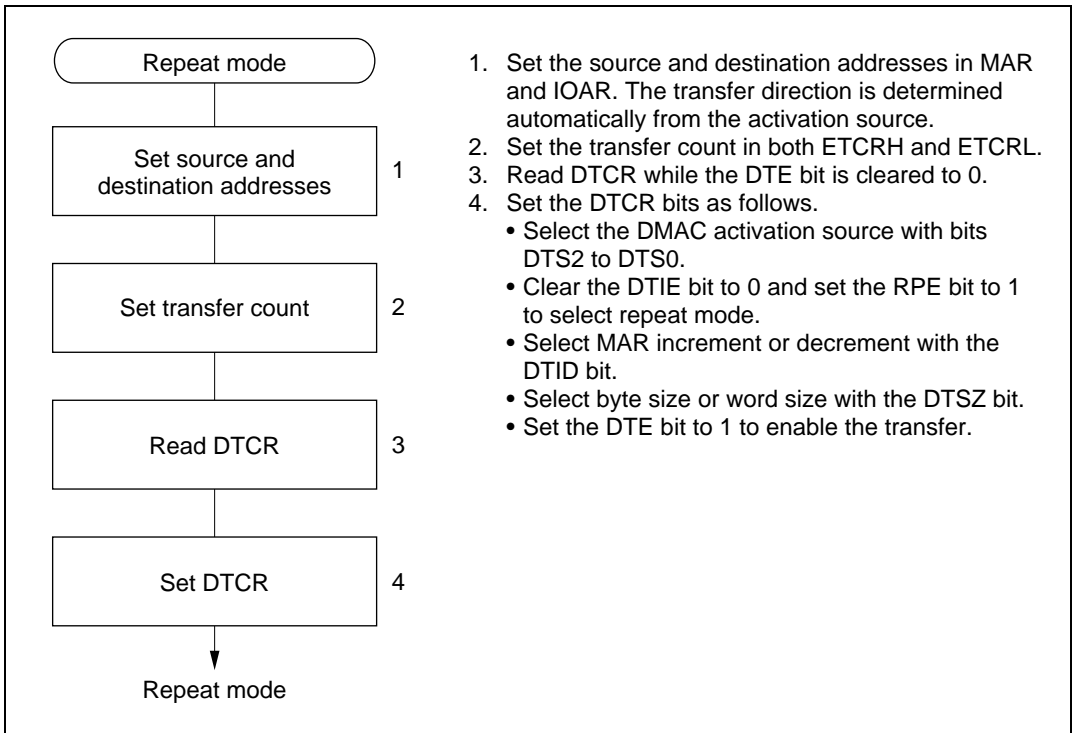 Repeat mode
Set source and
destination addresses
1
Set transfer count
2
Read DTCR
3
Set DTCR
4
Repeat mode
1. Set the source and destination addresses in MAR
and IOAR. The transfer direction is determined
automatically from the activation source.
2. Set the transfer count in both ETCRH and ETCRL.
3. Read DTCR while the DTE bit is cleared to 0.
4. Set the DTCR bits as follows.
• Select the DMAC activation source with bits
DTS2 to DTS0.
• Clear the DTIE bit to 0 and set the RPE bit to 1
to select repeat mode.
• Select MAR increment or decrement with the
DTID bit.
• Select byte size or word size with the DTSZ bit.
• Set the DTE bit to 1 to enable the transfer.